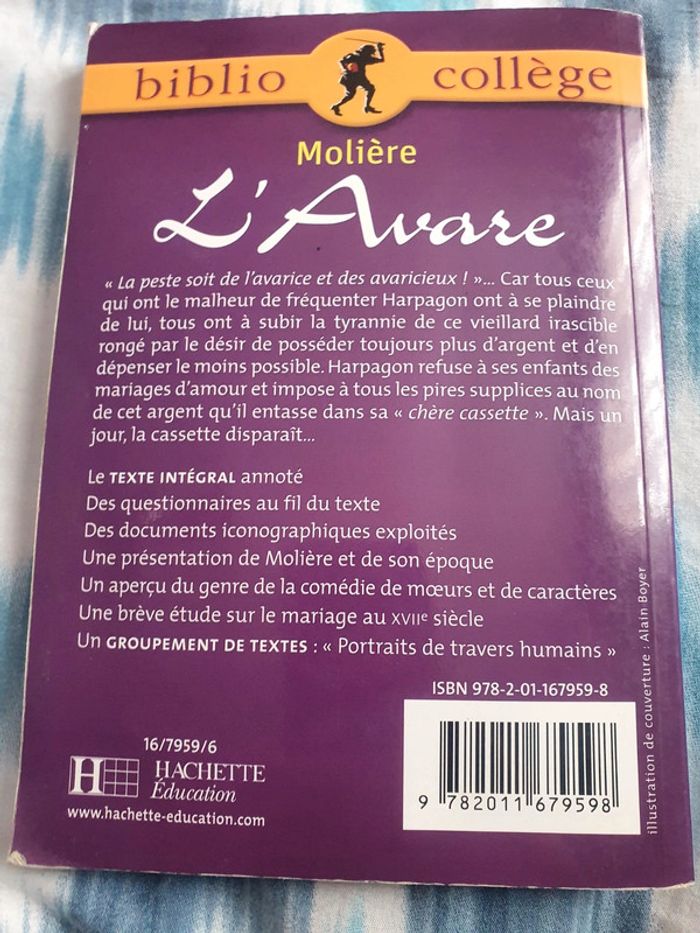 biblio collège
Molière
L'Avare
« La peste soit de l'avarice et des avaricieux ! »... Car tous ceux
qui ont le malheur de fréquenter Harpagon ont à se plaindre
de lui, tous ont à subir la tyrannie de ce vieillard irascible
rongé par le désir de posséder toujours plus d'argent et d'en
dépenser le moins possible. Harpagon refuse à ses enfants des
mariages d'amour et impose à tous les pires supplices au nom
de cet argent qu'il entasse dans sa « chère cassette ». Mais un
jour, la cassette disparaît...
Le TEXTE INTÉGRAL annoté
Des questionnaires au fil du texte
Des documents iconographiques exploités
Une présentation de Molière et de son époque
Un aperçu du genre de la comédie de mœurs et de caractères
Une brève étude sur le mariage au XVIIe siècle
Un GROUPEMENT DE TEXTES : « Portraits de travers humains »
ISBN 978-2-01-167959-8
16/7959/6
H HACHETTE
Éducation
www.hachette-education.com
9 782011 679598
illustration de couverture : Alain Boyer